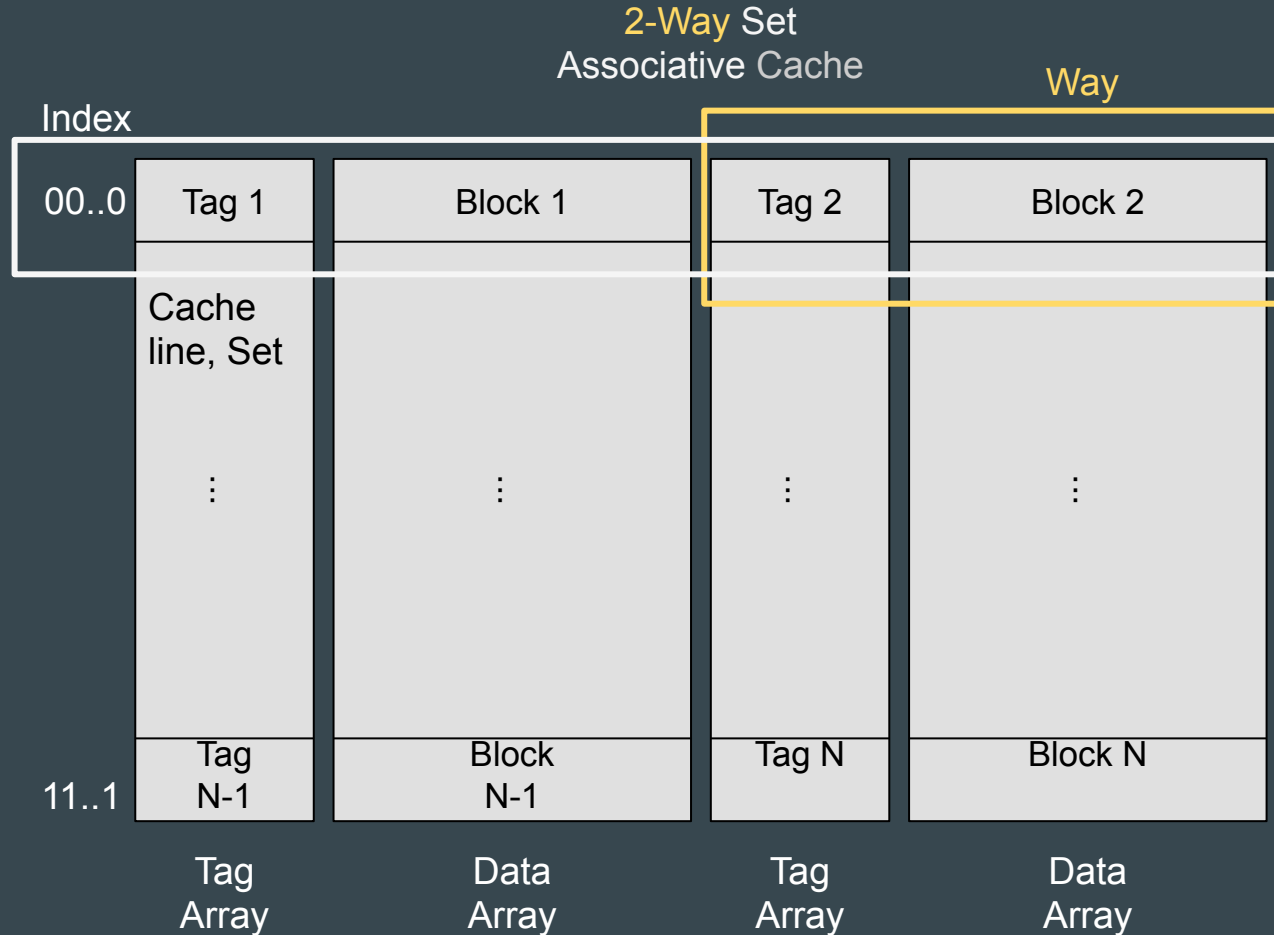 2-Way Set
Associative Cache
Way
Index
00..0
Tag 1
Block 1
Tag 2
Block 2
Cache
line, Set
⋮
⋮
⋮
⋮
11..1
Tag
N-1
Block
N-1
Tag N
Block N
Tag
Array
Data
Array
Tag
Array
Data
Array